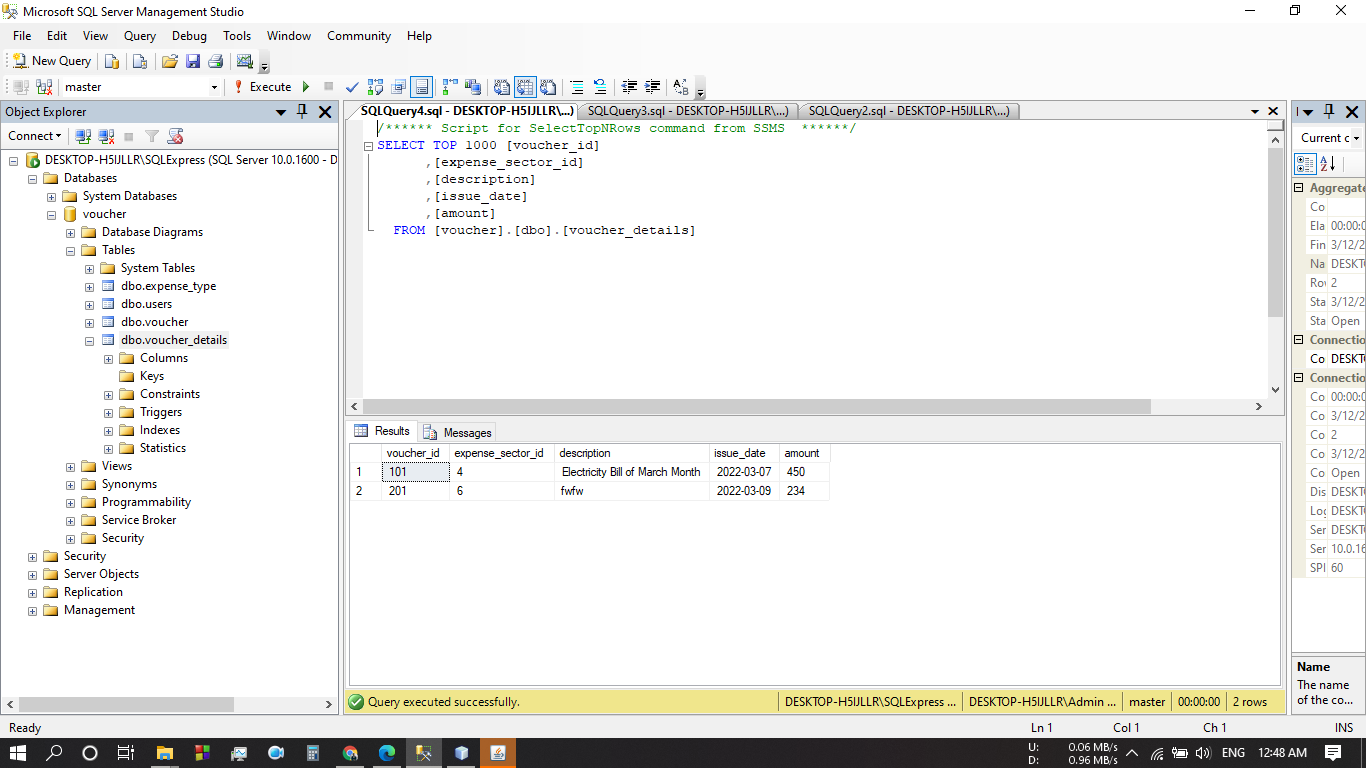 Microsoft SQL Server Management Studio
File Edit View Query Debug Tools Window Community Help
New Query
master Execute
Object Explorer
Connect
DESKTOP-H5IJLLR\SQLExpress (SQL Server 10.0.1600 - D
Databases
System Databases
voucher
Database Diagrams
Tables
System Tables
dbo.expense_type
dbo.users
dbo.voucher
dbo.voucher_details
Columns
Keys
Constraints
Triggers
Indexes
Statistics
Views
Synonyms
Programmability
Service Broker
Security
Security
Server Objects
Replication
Management
SQLQuery4.sql - DESKTOP-H5IJLLR\...) SQLQuery3.sql - DESKTOP-H5IJLLR\...) SQLQuery2.sql - DESKTOP-H5IJLLR\...)
/****** Script for SelectTopNRows command from SSMS ******/
SELECT TOP 1000 [voucher_id]
,[expense_sector_id]
,[description]
,[issue_date]
,[amount]
FROM [voucher].[dbo].[voucher_details]
Results Messages
voucher_id expense_sector_id description issue_date amount
1 101 4 Electricity Bill of March Month 2022-03-07 450
2 201 6 fwfw 2022-03-09 234
Query executed successfully. DESKTOP-H5IJLLR\SQLExpress ... DESKTOP-H5IJLLR\Admin ... master 00:00:00 2 rows
Current c
Aggregate
Co
Ela 00:00:0
Fin 3/12/2
Na DESKTO
Ro 2
Sta 3/12/2
Sta Open
Connectio
Co DESKT
Connectio
Co 00:00:0
Co 3/12/2
Co 2
Co 3/12/2
Co Open
Dis DESKT
Log DESKT
Ser DESKT
Ser 10.0.16
SPI 60
Name
The name
of the co...
Ready Ln 1 Col 1 Ch 1 INS
U: 0.06 MB/s
D: 0.96 MB/s
ENG 12:48 AM